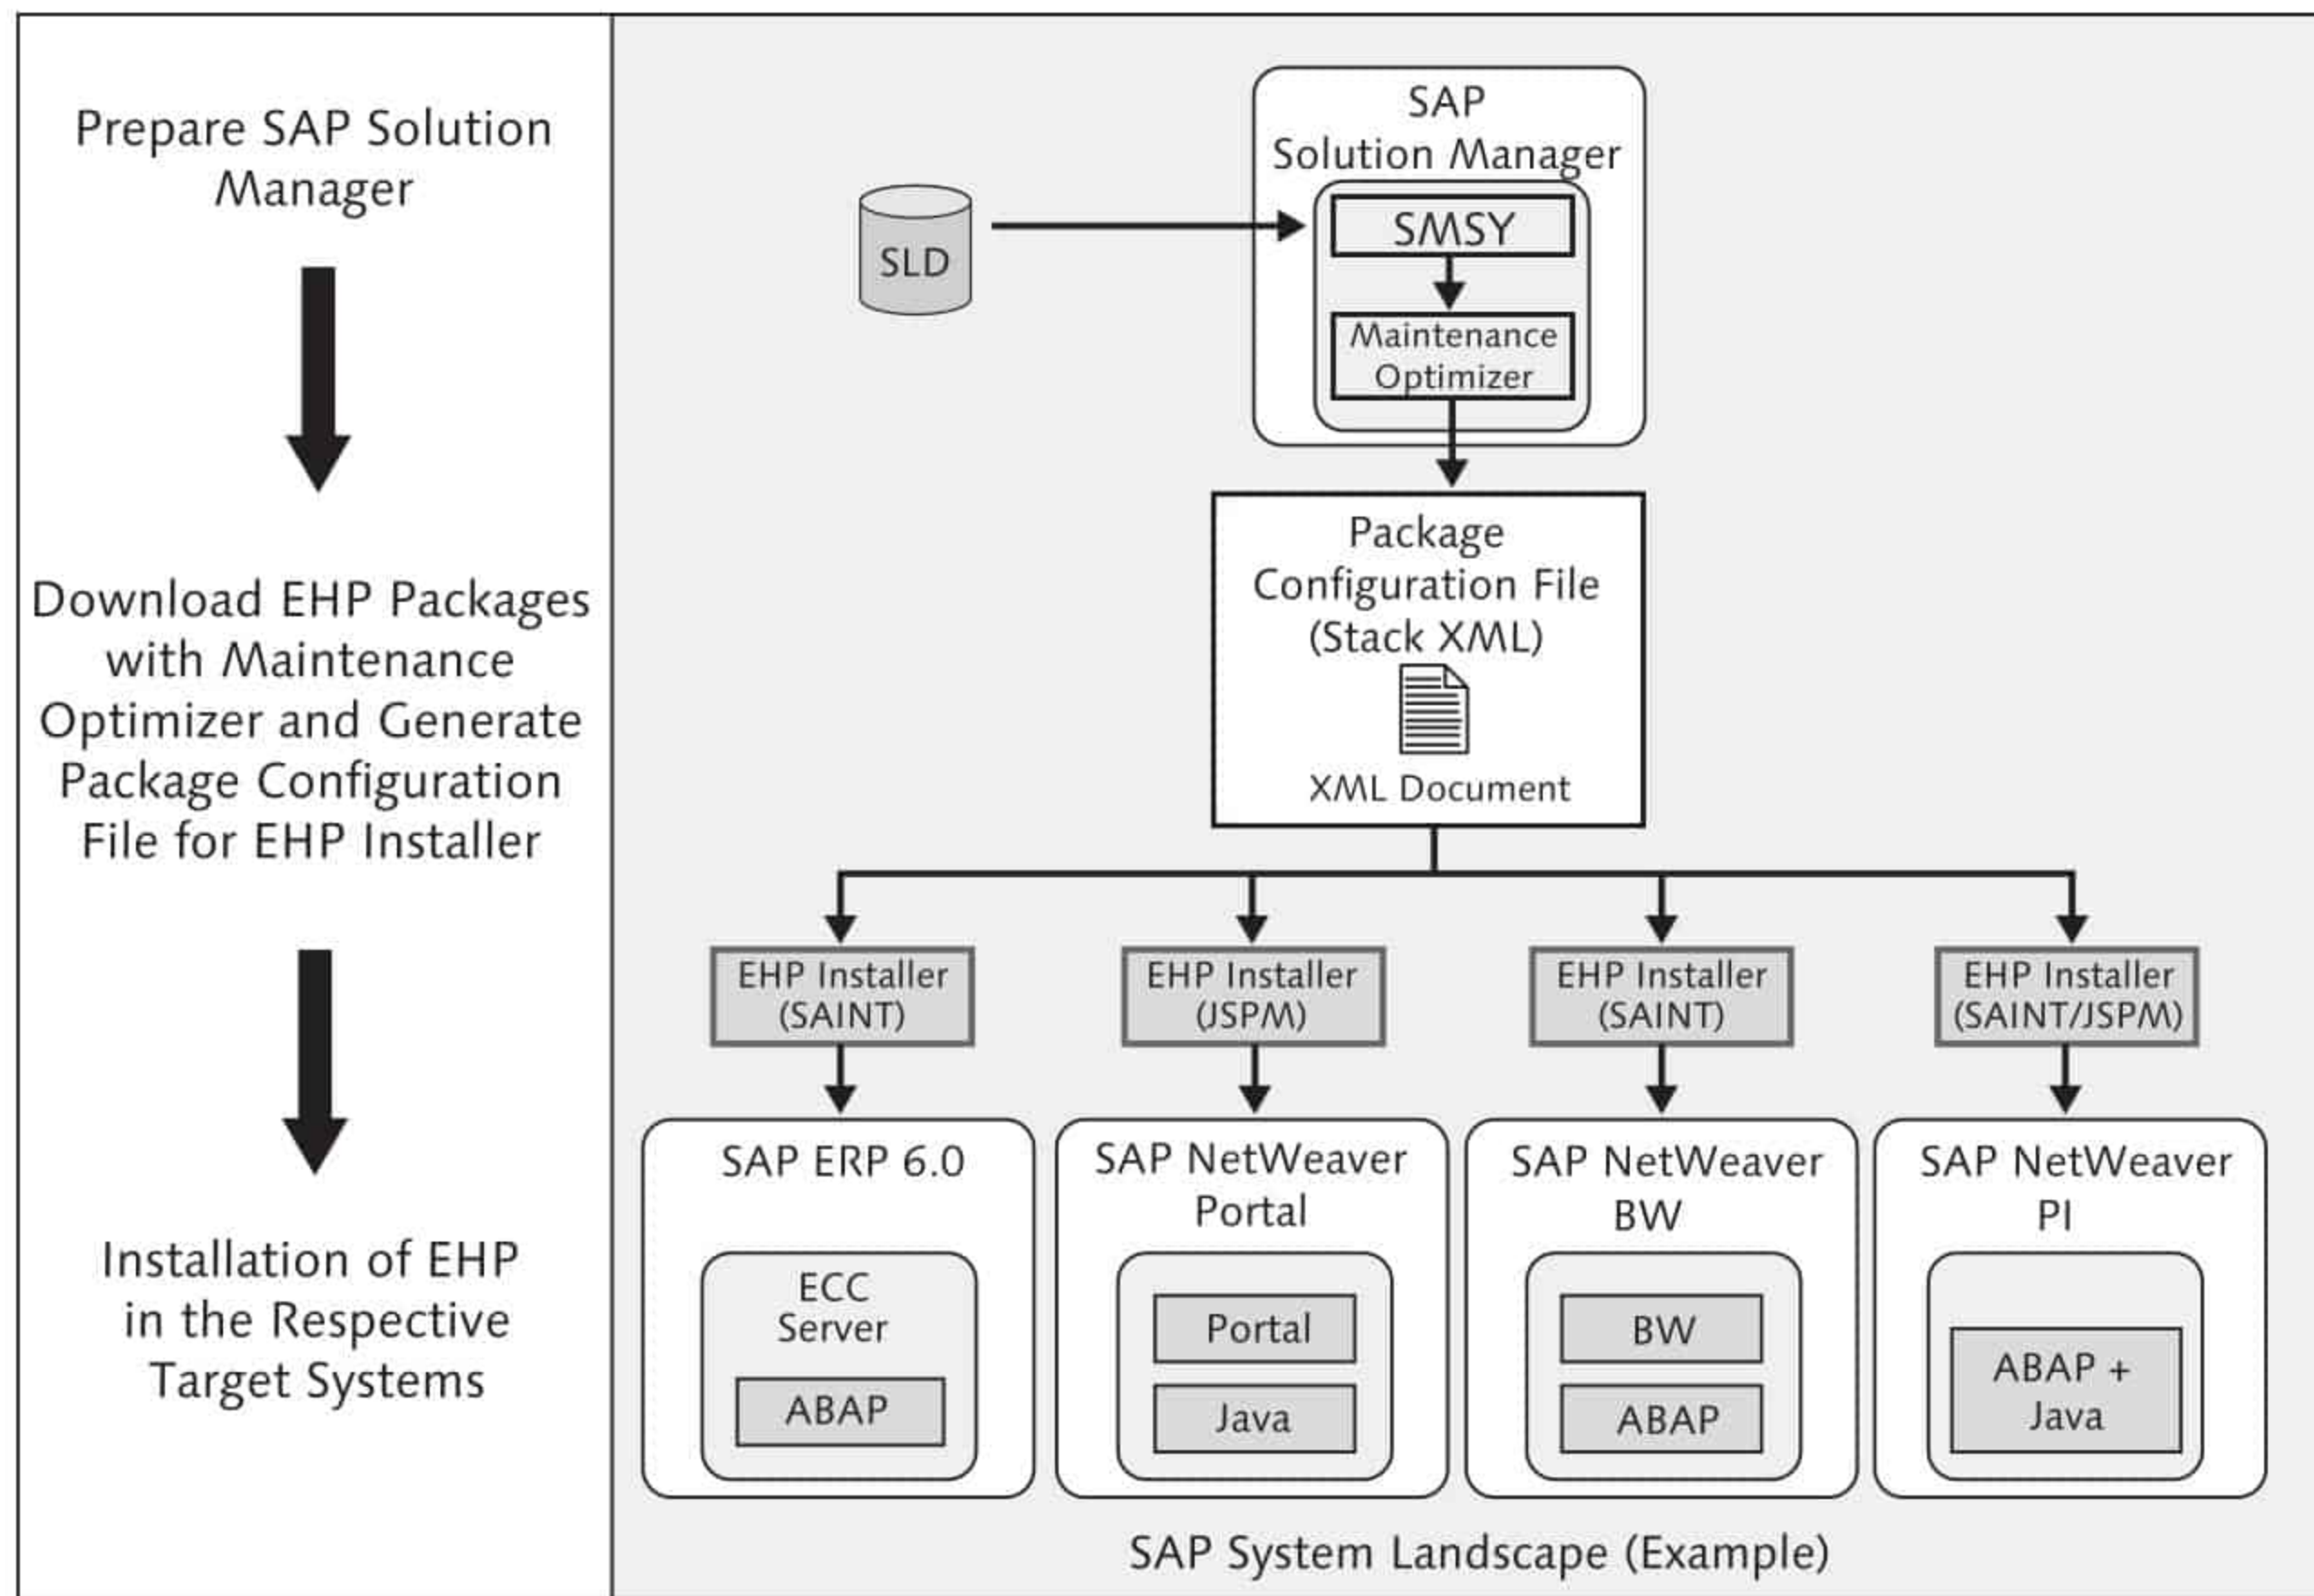 Prepare SAP Solution
Manager
Download EHP Packages
with Maintenance
Optimizer and Generate
Package Configuration
File for EHP Installer
Installation of EHP
in the Respective
Target Systems
SAP
Solution Manager
SLD
SMSY
Maintenance
Optimizer
Package
Configuration File
(Stack XML)
XML Document
EHP Installer
(SAINT)
EHP Installer
(JSPM)
EHP Installer
(SAINT)
EHP Installer
(SAINT/JSPM)
SAP ERP 6.0
ECC
Server
ABAP
SAP NetWeaver
Portal
Portal
Java
SAP NetWeaver
BW
BW
ABAP
SAP NetWeaver
PI
ABAP +
Java
SAP System Landscape (Example)